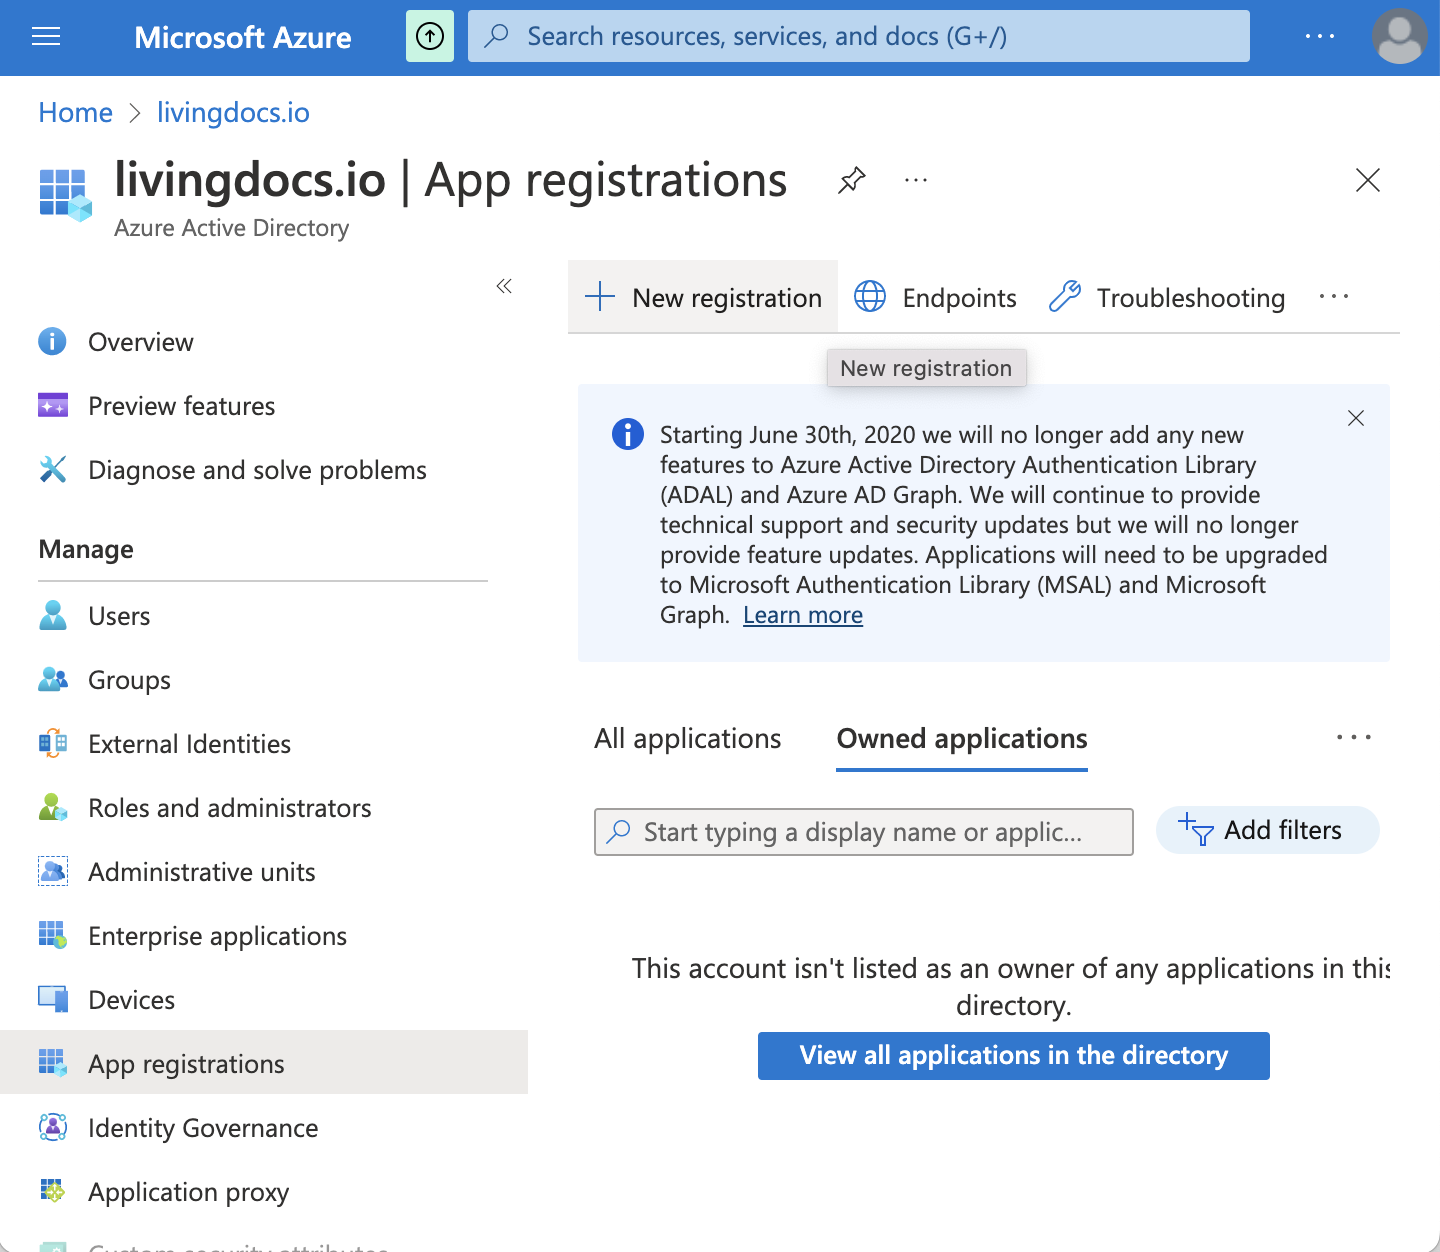 Microsoft Azure
Search resources, services, and docs (G+/)
Home > livingdocs.io
livingdocs.io | App registrations
Azure Active Directory
Overview
Preview features
Diagnose and solve problems
Manage
Users
Groups
External Identities
Roles and administrators
Administrative units
Enterprise applications
Devices
App registrations
Identity Governance
Application proxy
Custom security attributes
New registration
Endpoints
Troubleshooting
New registration
Starting June 30th, 2020 we will no longer add any new
features to Azure Active Directory Authentication Library
(ADAL) and Azure AD Graph. We will continue to provide
technical support and security updates but we will no longer
provide feature updates. Applications will need to be upgraded
to Microsoft Authentication Library (MSAL) and Microsoft
Graph. Learn more
All applications
Owned applications
Start typing a display name or applic...
Add filters
This account isn't listed as an owner of any applications in this
directory.
View all applications in the directory